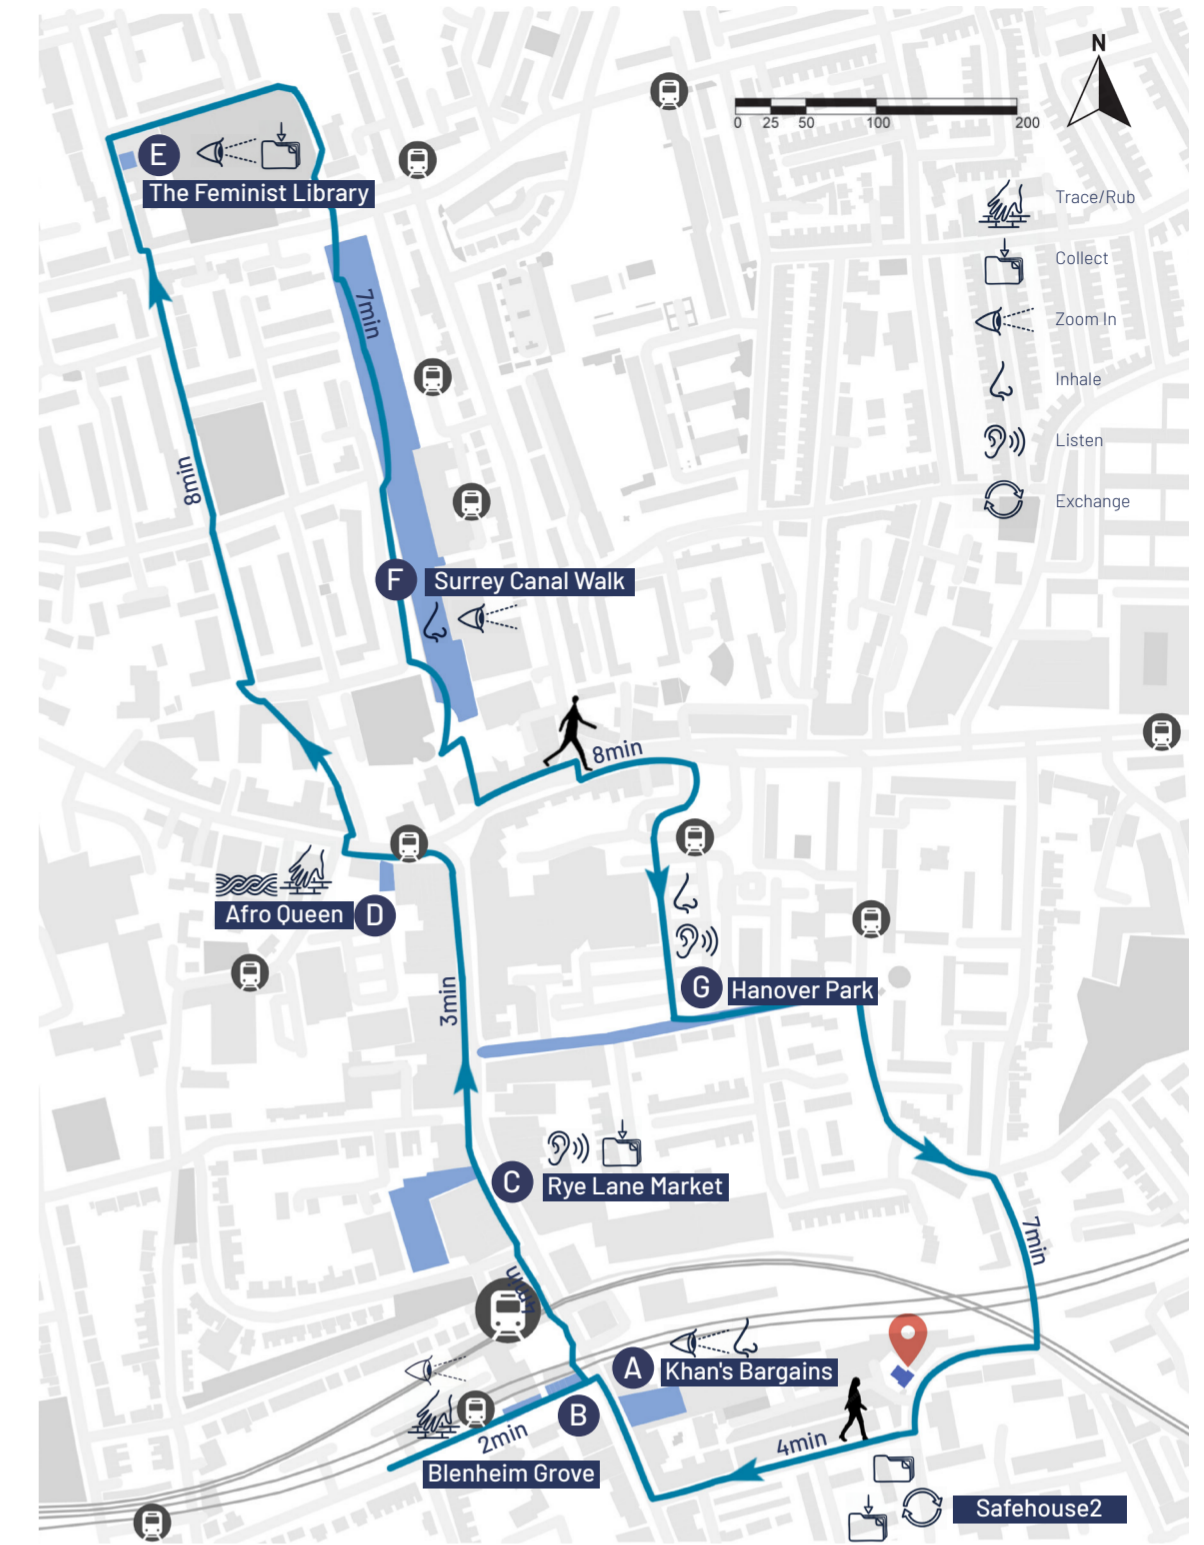 N
0 25 50 100 200
Trace/Rub
Collect
Zoom In
Inhale
Listen
Exchange
E
The Feminist Library
7min
8min
F
Surrey Canal Walk
8min
Afro Queen
D
G
Hanover Park
3min
C
Rye Lane Market
7min
A
Khan's Bargains
B
2min
Blenheim Grove
4min
Safehouse2